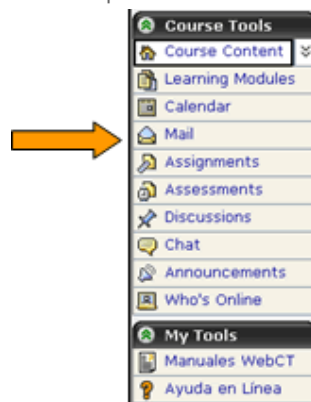 Course Tools
Course Content
Learning Modules
Calendar
Mail
Assignments
Assessments
Discussions
Chat
Announcements
Who's Online
My Tools
Manuales WebCT
Ayuda en Línea